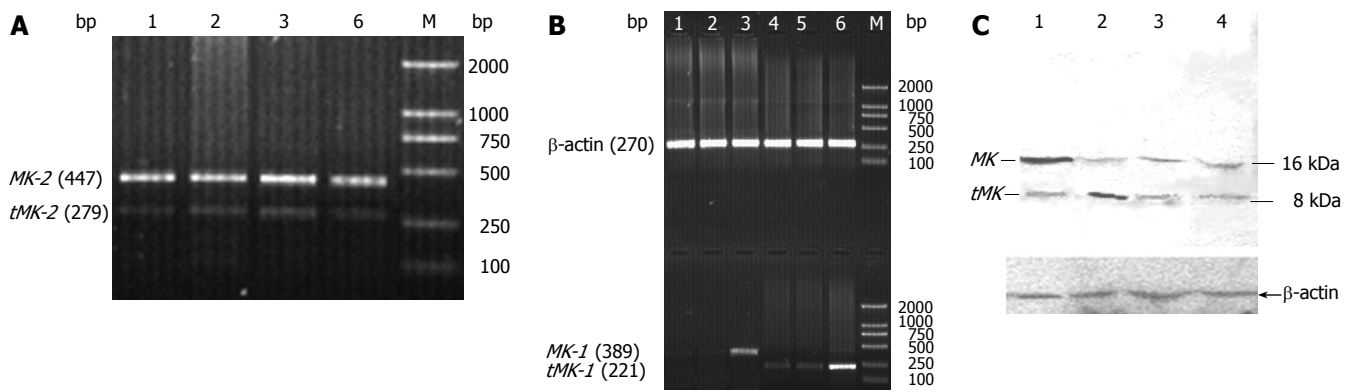 A
bp 1 2 3 6 M bp
2000
1000
750
500
250
100
MK-2 (447)
tMK-2 (279)
B
bp 1 2 3 4 5 6 M bp
2000
1000
750
500
250
100
β-actin (270)
2000
1000
750
500
250
100
MK-1 (389)
tMK-1 (221)
C
1 2 3 4
MK
16 kDa
tMK
8 kDa
β-actin